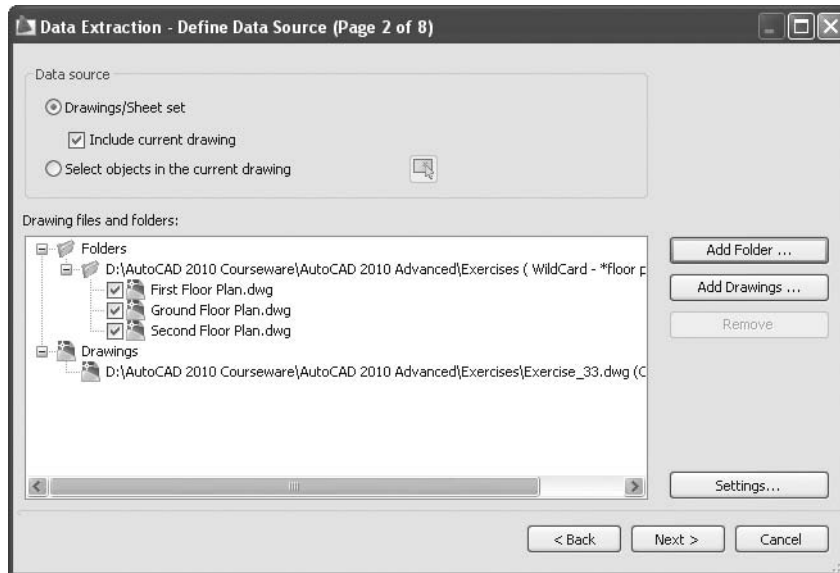 Data Extraction - Define Data Source (Page 2 of 8)
Data source
Drawings/Sheet set
Include current drawing
Select objects in the current drawing
Drawing files and folders:
Folders
D:\AutoCAD 2010 Courseware\AutoCAD 2010 Advanced\Exercises ( WildCard - *floor p
First Floor Plan.dwg
Ground Floor Plan.dwg
Second Floor Plan.dwg
Drawings
D:\AutoCAD 2010 Courseware\AutoCAD 2010 Advanced\Exercises\Exercise_33.dwg (C
Add Folder ...
Add Drawings ...
Remove
Settings...
< Back
Next >
Cancel